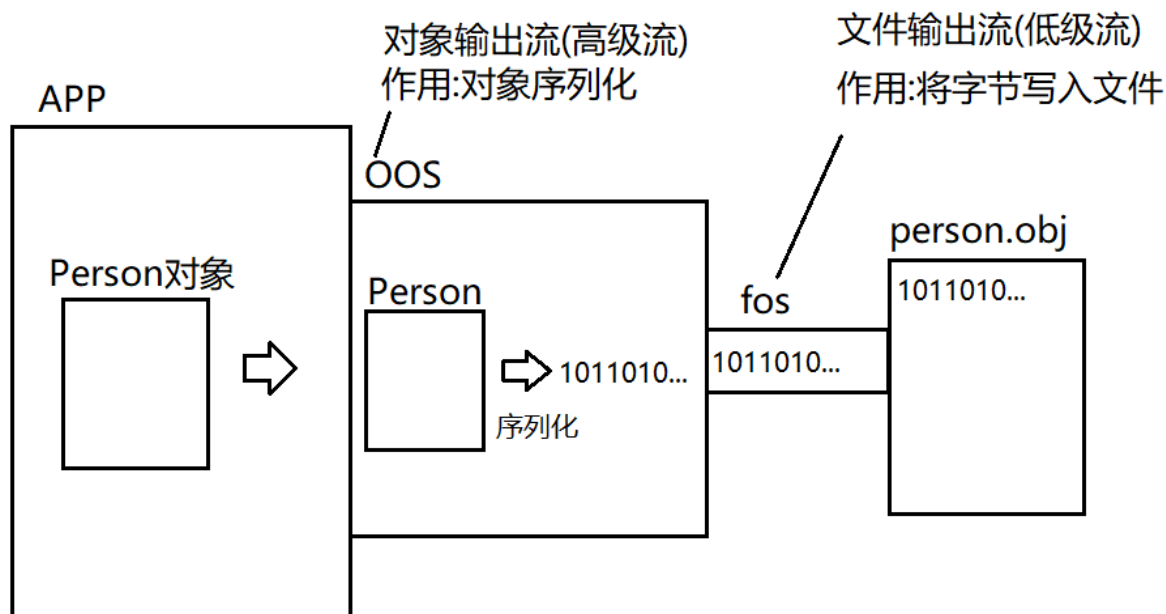 对象输出流(高级流)
作用:对象序列化
文件输出流(低级流)
作用:将字节写入文件
APP
OOS
person.obj
Person对象
Person
fos
1011010...
1011010...
1011010...
序列化